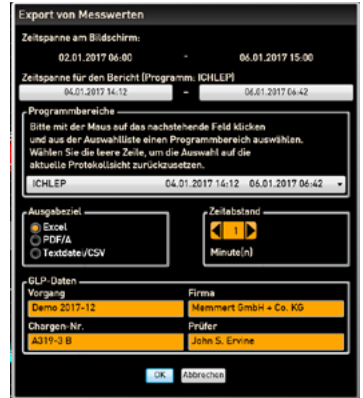 Export von Messwerten
Zeitspanne am Bildschirm:
02.01.2017 06:00 - 06.01.2017 15:00
Zeitspanne für den Bericht (Programm: ICHLEP)
04.01.2017 14:12 - 06.01.2017 06:42
Programmbereiche
Bitte mit der Maus auf das nachstehende Feld klicken
und aus der Auswahlliste einen Programmbereich auswählen.
Wählen Sie die leere Zeile, um die Auswahl auf die
aktuelle Protokollsicht zurückzusetzen.
ICHLEP 04.01.2017 14:12 06.01.2017 06:42
Ausgabeziel
Excel
PDF/A
Textdatei/CSV
Zeitabstand
1
Minute(n)
GLP-Daten
Vorgang Firma
Demo 2017-12 Memmert GmbH + Co. KG
Chargen-Nr. Prüfer
A319-3 B John S. Ervine
OK Abbrechen